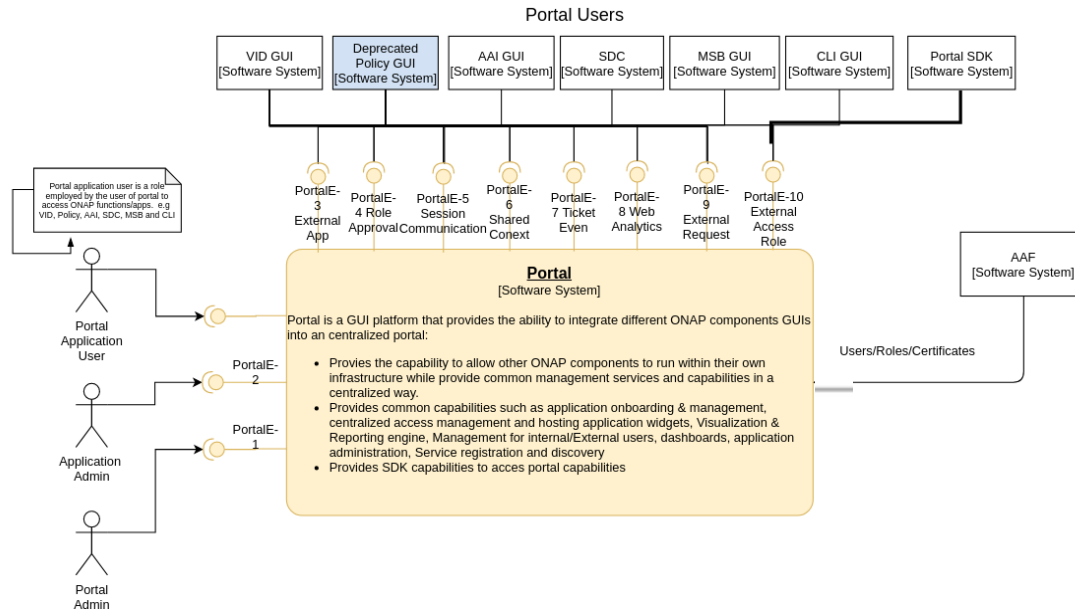 Portal Users
VID GUI
[Software System]
Deprecated
Policy GUI
[Software System]
AAI GUI
[Software System]
SDC
[Software System]
MSB GUI
[Software System]
CLI GUI
[Software System]
Portal SDK
[Software System]
PortalE-
3
External
App
PortalE-
4 Role
Approval
PortalE-5
Session
Communication
PortalE-
6
Shared
Conext
PortalE-
7 Ticket
Even
PortalE-
8 Web
Analytics
PortalE-
9
External
Request
PortalE-10
External
Access
Role
Portal application user is a role
employed by the user of portal to
access ONAP functions/apps.  e.g
VID, Policy, AAI, SDC, MSB and CLI
Portal
Application
User
Application
Admin
Portal
Admin
PortalE-
2
PortalE-
1
Portal
[Software System]
Portal is a GUI platform that provides the ability to integrate different ONAP components GUIs
into an centralized portal:
• Provies the capability to allow other ONAP components to run within their own
infrastructure while provide common management services and capabilities in a
centralized way.
• Provides common capabilities such as application onboarding & management,
centralized access management and hosting application widgets, Visualization &
Reporting engine, Management for internal/External users, dashboards, application
administration, Service registration and discovery
• Provides SDK capabilities to acces portal capabilities
AAF
[Software System]
Users/Roles/Certificates